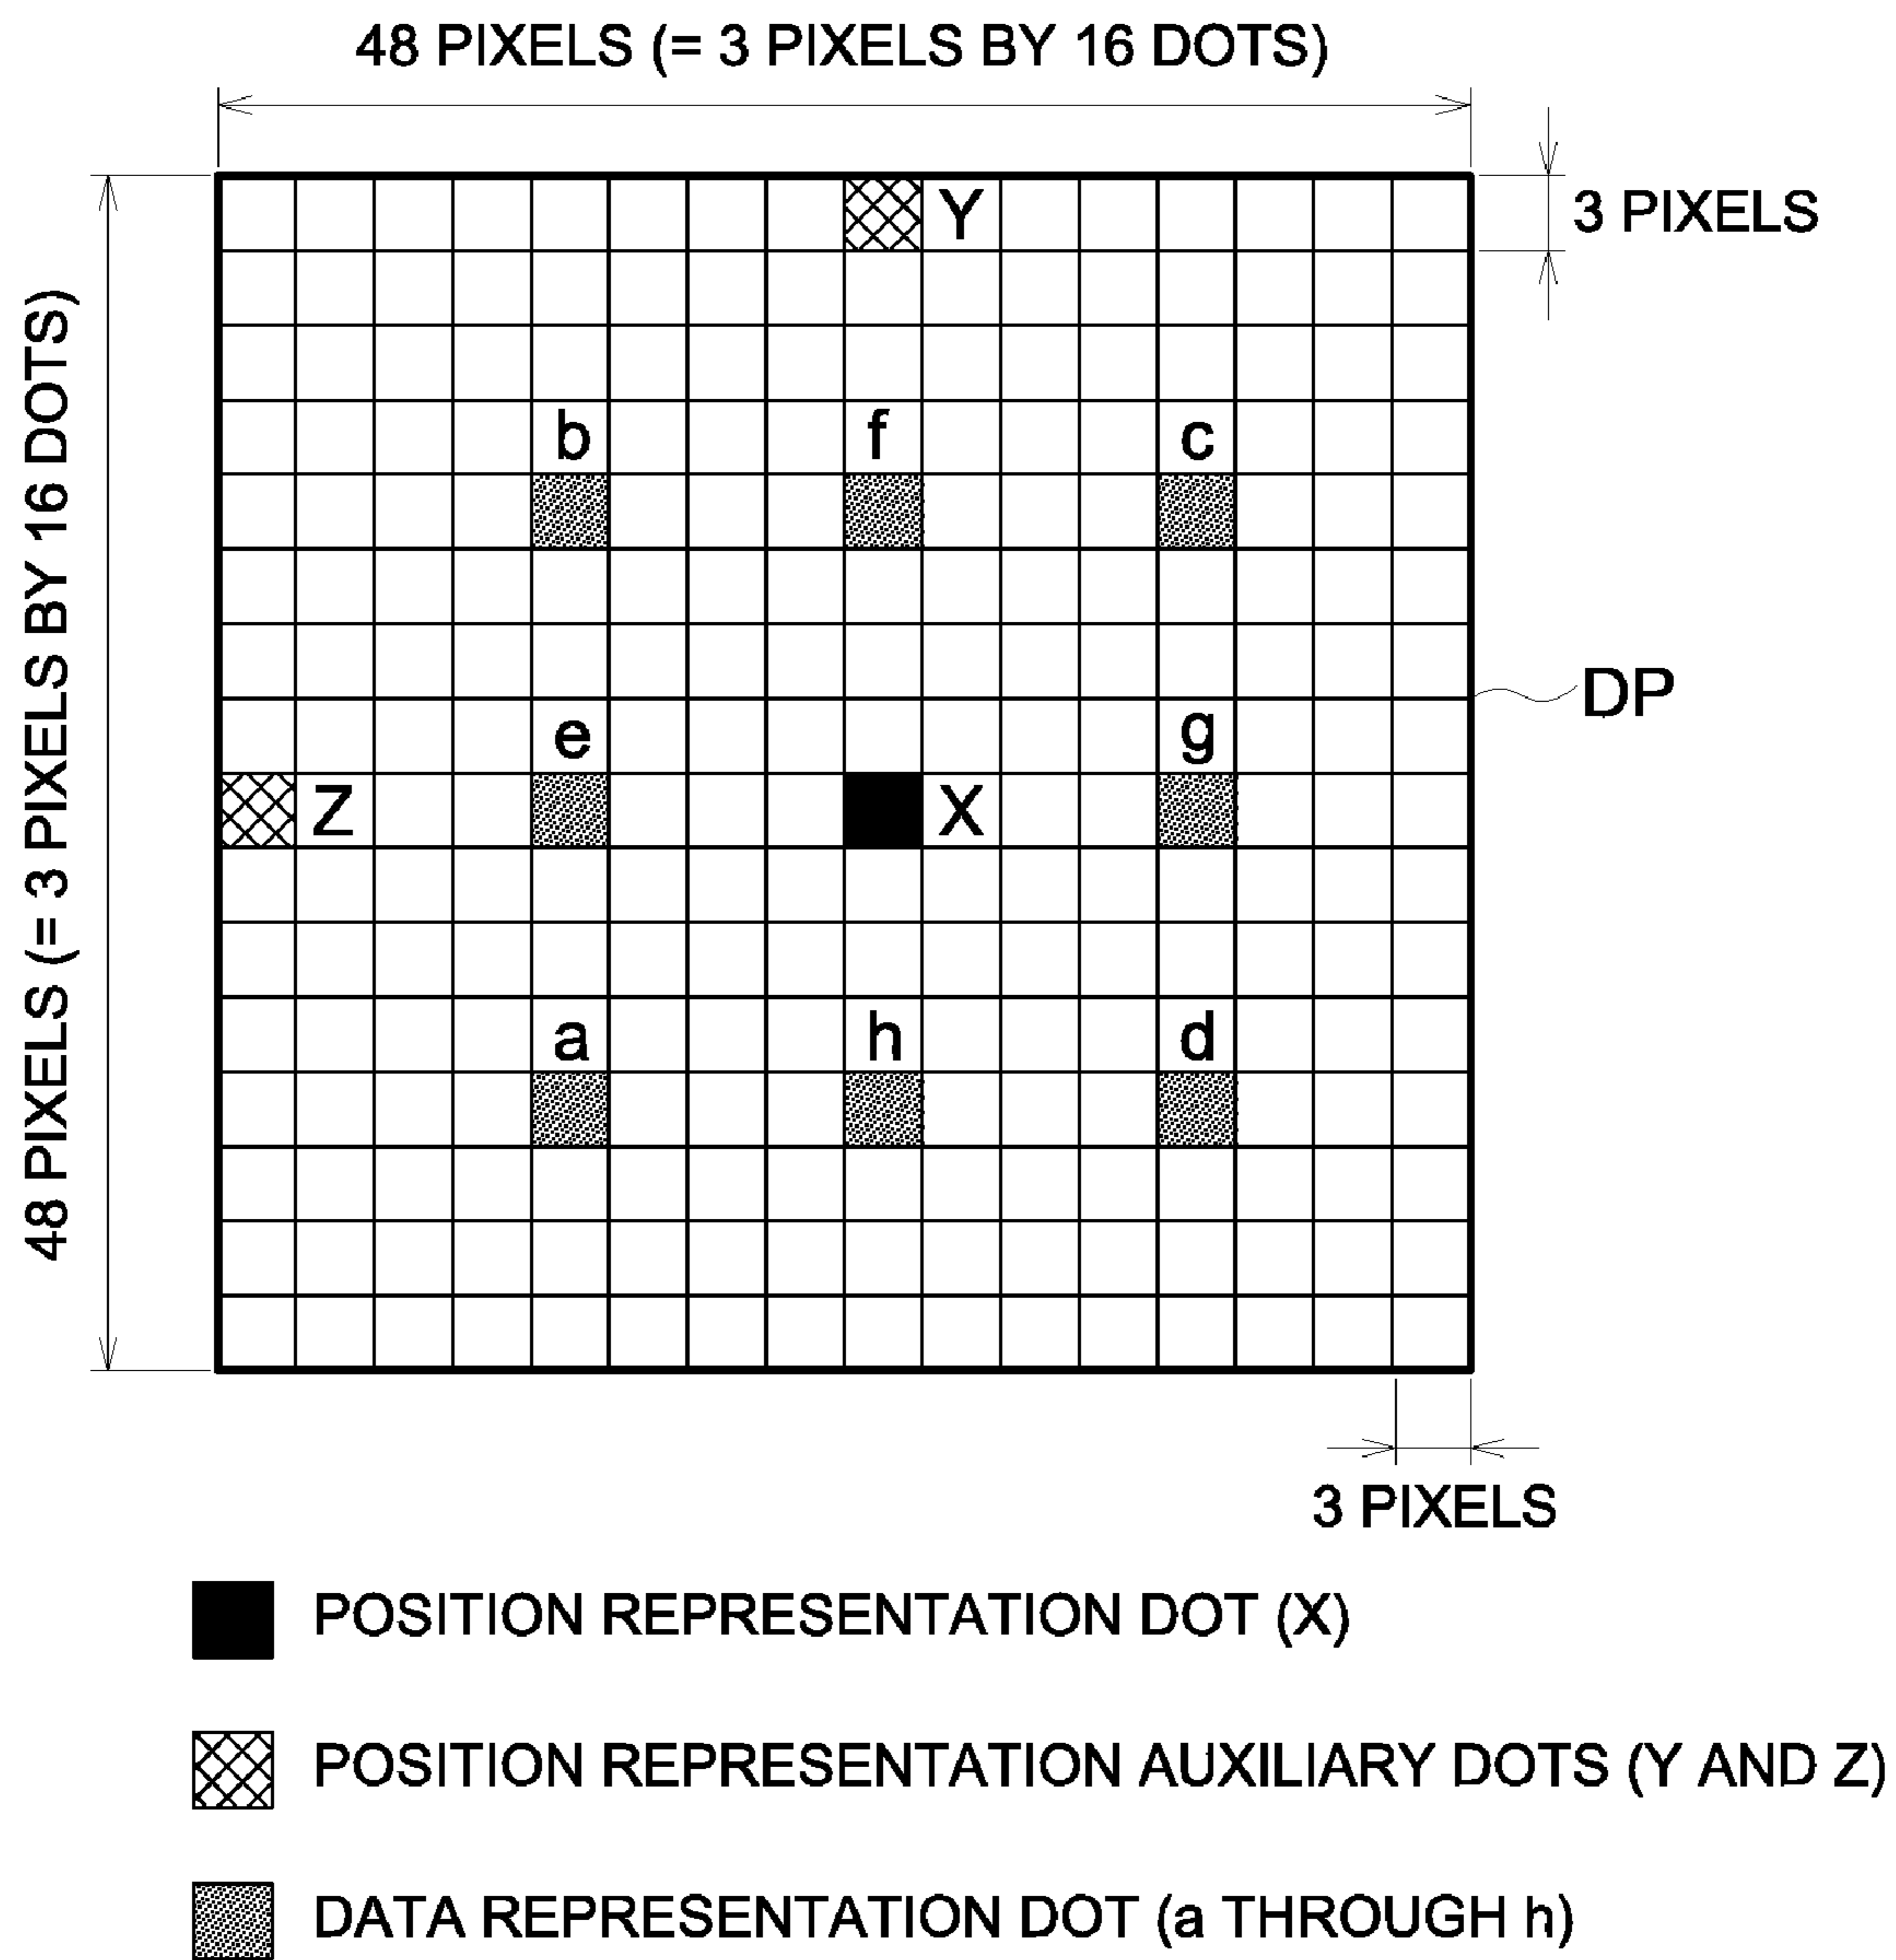 48 PIXELS (= 3 PIXELS BY 16 DOTS)
48 PIXELS (= 3 PIXELS BY 16 DOTS)
Y
3 PIXELS
b f c
DP
e g
Z X
a h d
3 PIXELS
POSITION REPRESENTATION DOT (X)
POSITION REPRESENTATION AUXILIARY DOTS (Y AND Z)
DATA REPRESENTATION DOT (a THROUGH h)